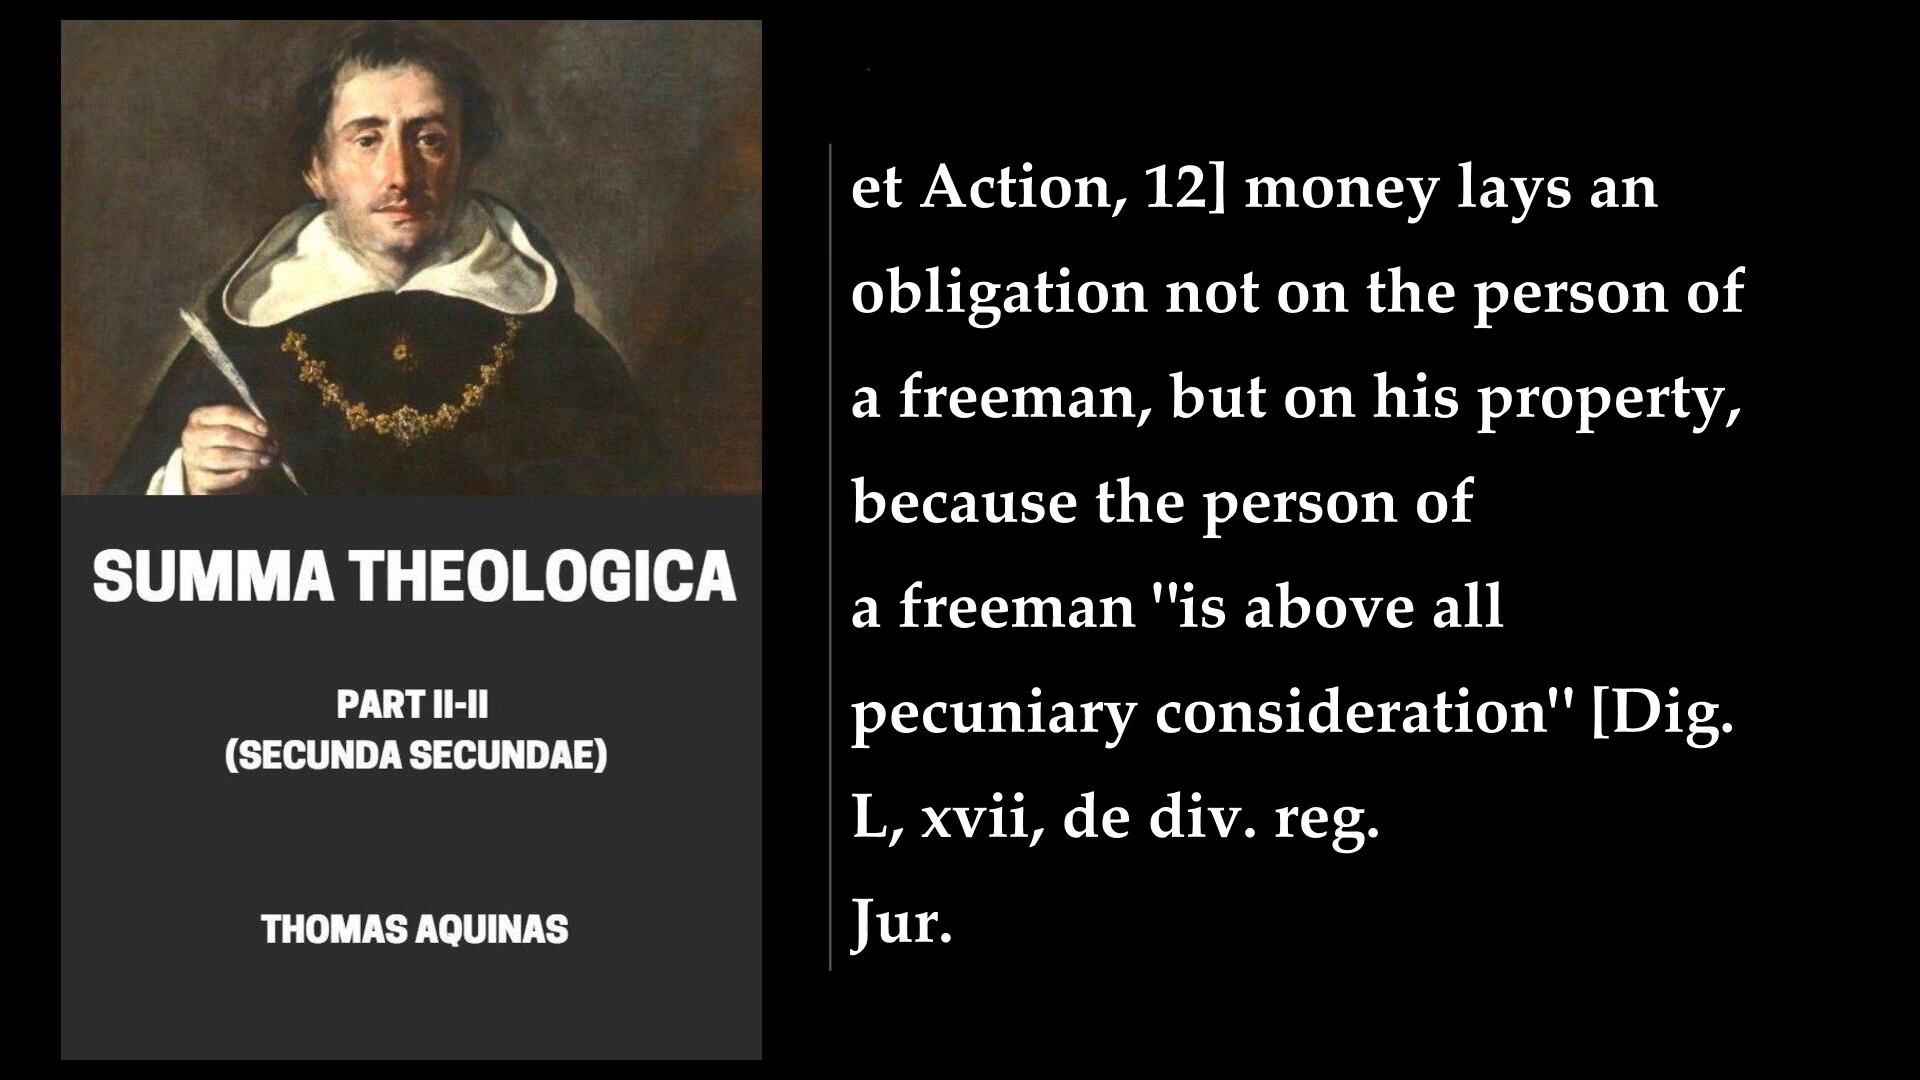 SUMMA THEOLOGICA
PART II-II
(SECUNDA SECUNDAE)
THOMAS AQUINAS
et Action, 12] money lays an
obligation not on the person of
a freeman, but on his property,
because the person of
a freeman "is above all
pecuniary consideration" [Dig.
L, xvii, de div. reg.
Jur.